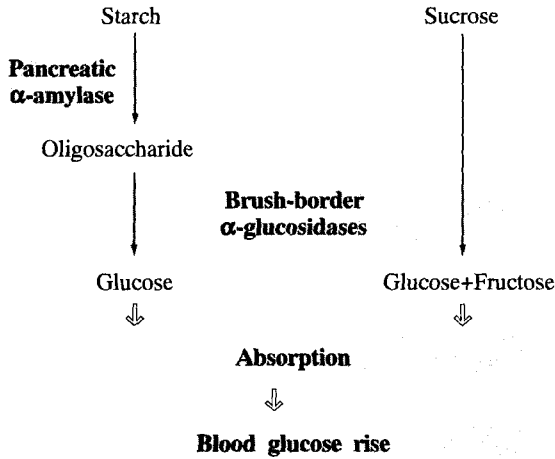 Starch
Sucrose
Pancreatic
α-amylase
Oligosaccharide
Brush-border
α-glucosidases
Glucose
Glucose+Fructose
Absorption
Blood glucose rise